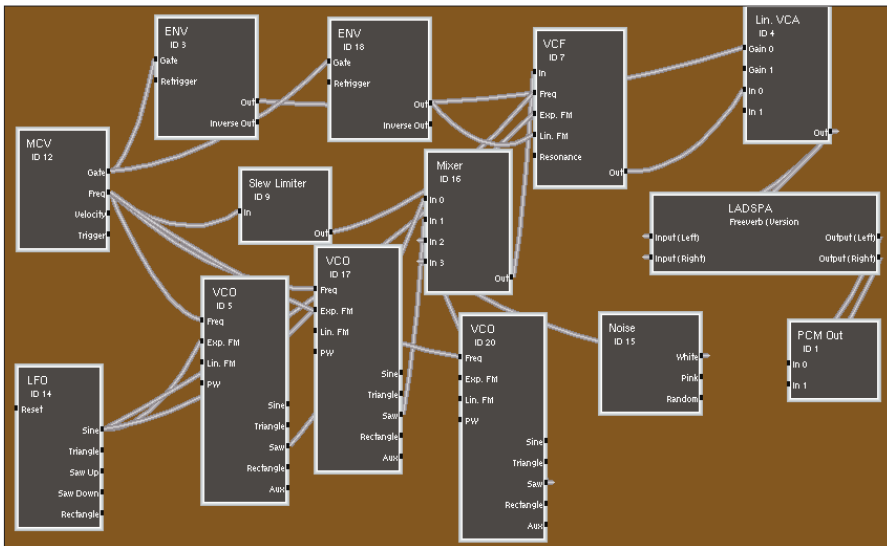 ENV
ID 3
Gate
Retrigger
Out
Inverse Out
ENV
ID 18
Gate
Retrigger
Out
Inverse Out
VCF
ID 7
In
Freq
Exp. FM
Lin. FM
Resonance
Out
Lin. VCA
ID 4
Gain 0
Gain 1
In 0
In 1
Out
MCV
ID 12
Gate
Freq
Velocity
Trigger
Slew Limiter
ID 9
In
Out
Mixer
ID 16
In 0
In 1
In 2
In 3
Out
LADSPA
Freeverb (Version
Input (Left)
Output (Left)
Input (Right)
Output (Right)
VCO
ID 5
Freq
Exp. FM
Lin. FM
PW
Sine
Triangle
Saw
Rectangle
Aux
VCO
ID 17
Freq
Exp. FM
Lin. FM
PW
Sine
Triangle
Saw
Rectangle
Aux
VCO
ID 20
Freq
Exp. FM
Lin. FM
PW
Sine
Triangle
Saw
Rectangle
Aux
Noise
ID 15
White
Pink
Random
PCM Out
ID 1
In 0
In 1
LFO
ID 14
Reset
Sine
Triangle
Saw Up
Saw Down
Rectangle